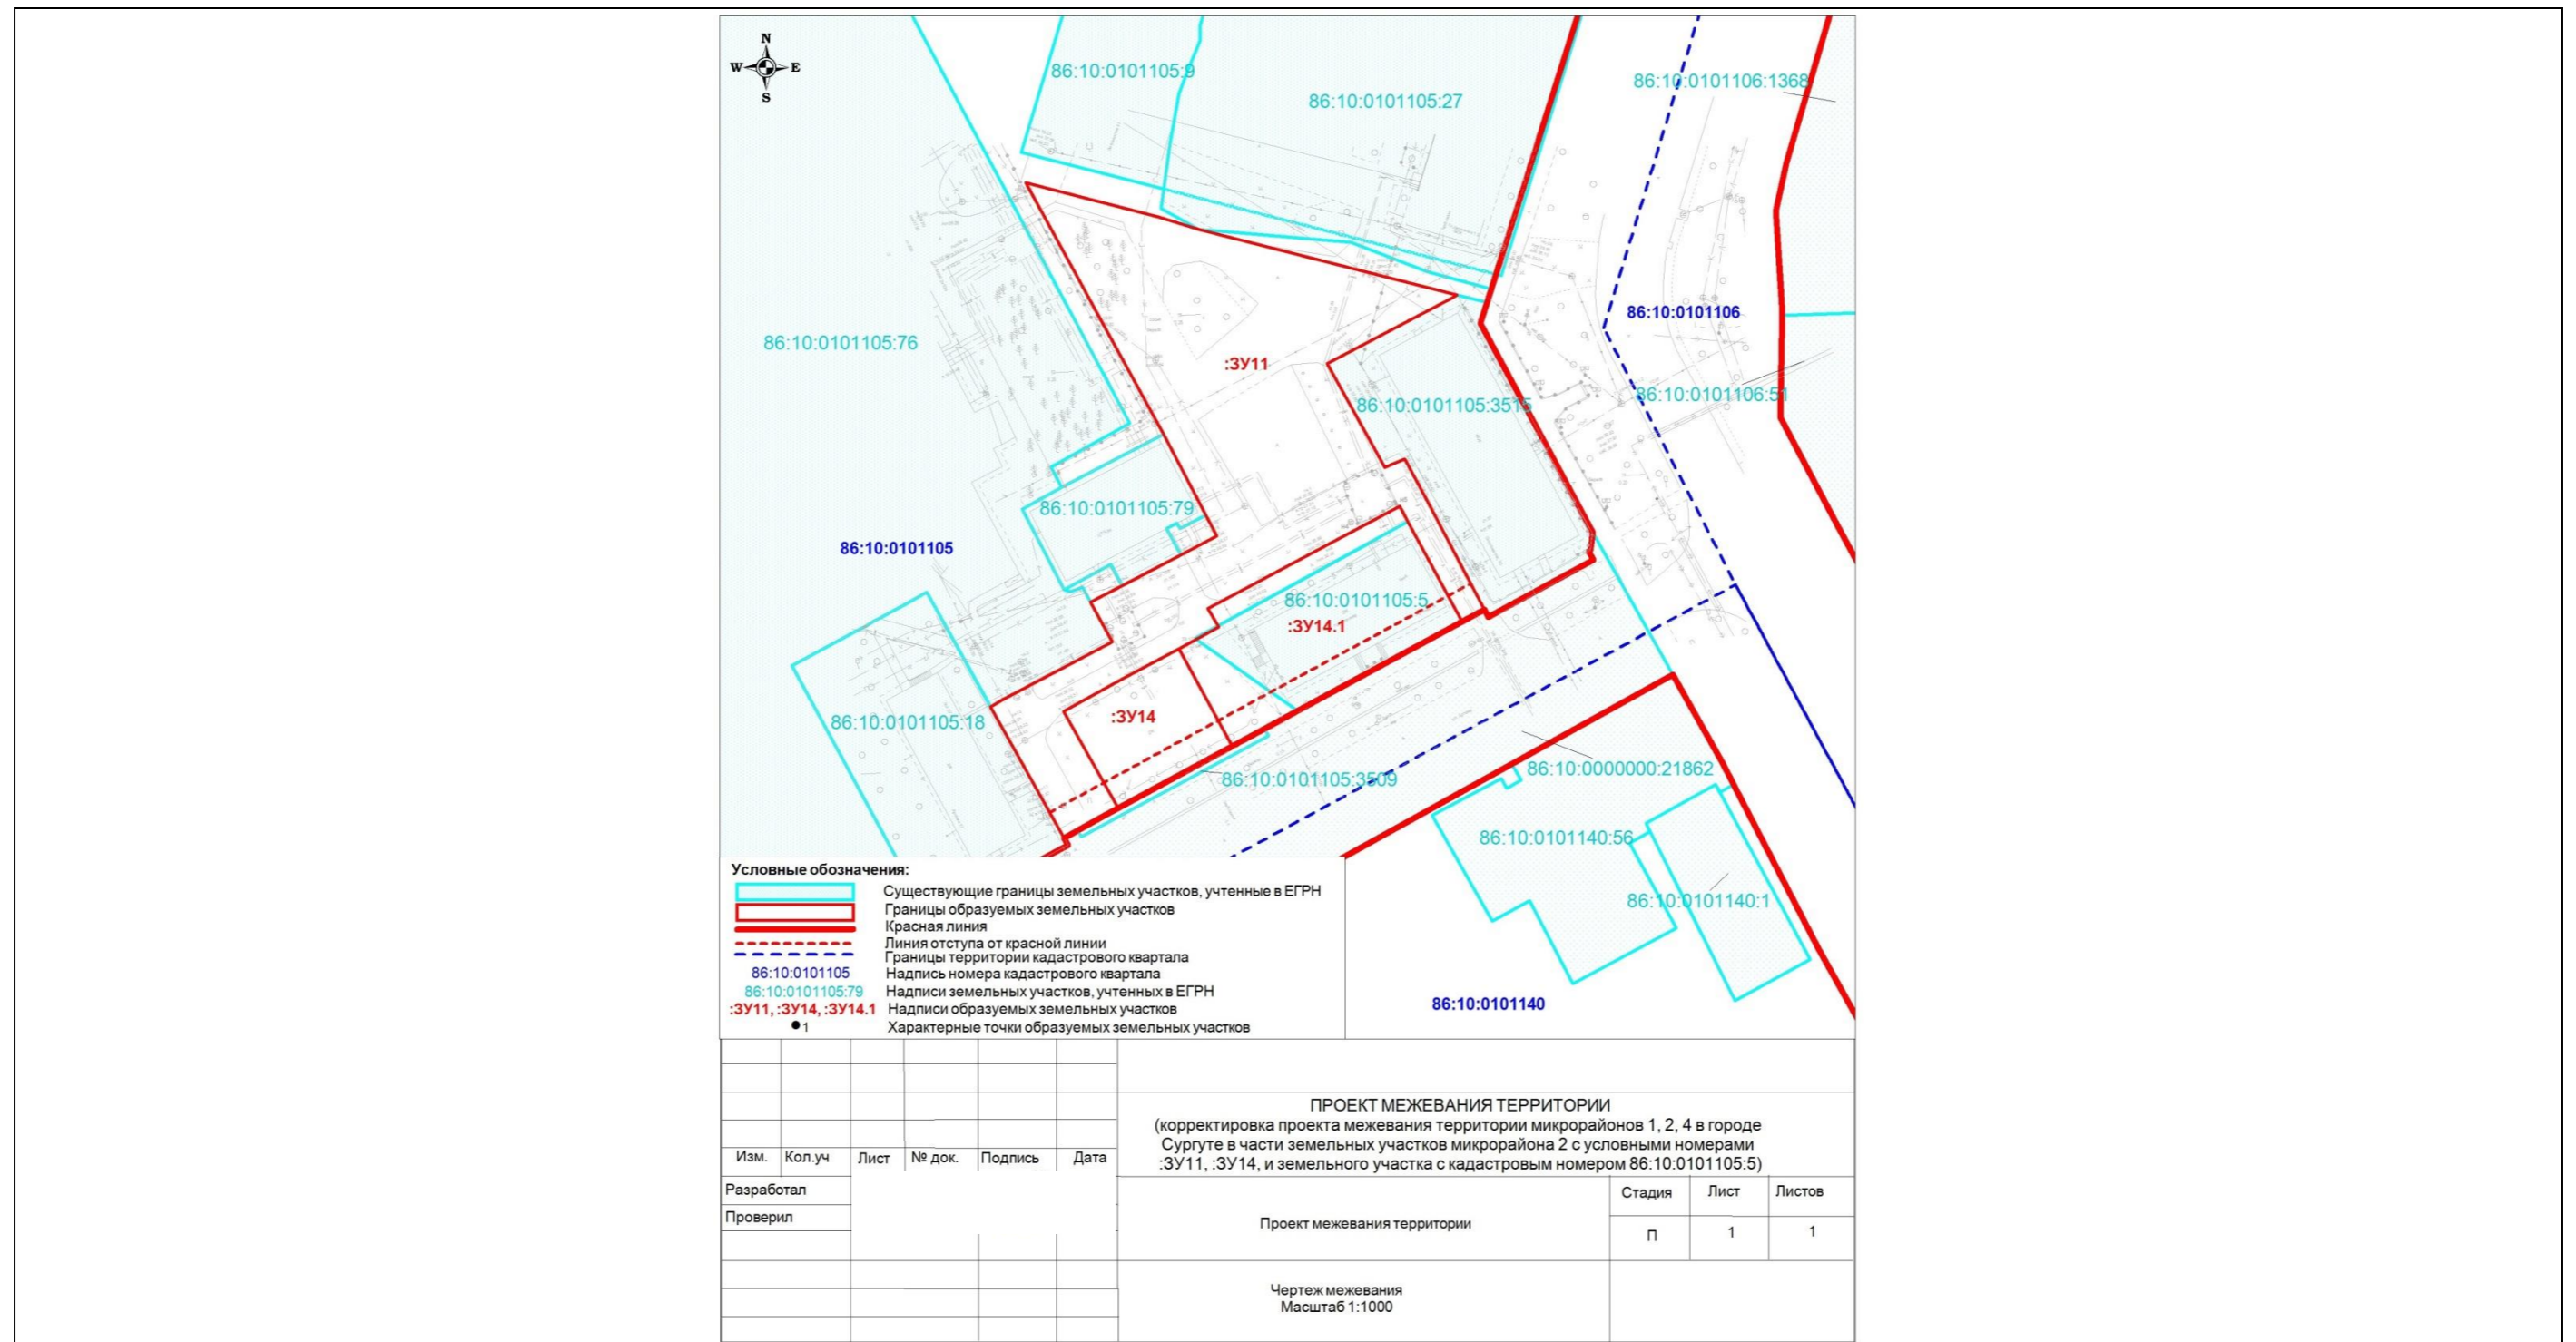 N
W E
S
86:10:0101105:9
86:10:0101105:27
86:10:0101106:1368
86:10:0101106
86:10:0101105:76
:ЗУ11
86:10:0101106:51
86:10:0101105:3515
86:10:0101105:79
86:10:0101105
86:10:0101105:5
:ЗУ14.1
:ЗУ14
86:10:0101105:18
86:10:0101105:3509
86:10:0000000:21862
86:10:0101140:56
86:10:0101140:1
86:10:0101140
Условные обозначения:
Существующие границы земельных участков, учтенные в ЕГРН
Границы образуемых земельных участков
Красная линия
Линия отступа от красной линии
Границы территории кадастрового квартала
86:10:0101105 Надпись номера кадастрового квартала
86:10:0101105:79 Надписи земельных участков, учтенных в ЕГРН
:ЗУ11, :ЗУ14, :ЗУ14.1 Надписи образуемых земельных участков
1 Характерные точки образуемых земельных участков
ПРОЕКТ МЕЖЕВАНИЯ ТЕРРИТОРИИ
(корректировка проекта межевания территории микрорайонов 1, 2, 4 в городе
Сургуте в части земельных участков микрорайона 2 с условными номерами
:ЗУ11, :ЗУ14, и земельного участка с кадастровым номером 86:10:0101105:5)
Изм. Кол.уч Лист № док. Подпись Дата
Разработал
Проверил
Проект межевания территории
Стадия Лист Листов
П 1 1
Чертеж межевания
Масштаб 1:1000